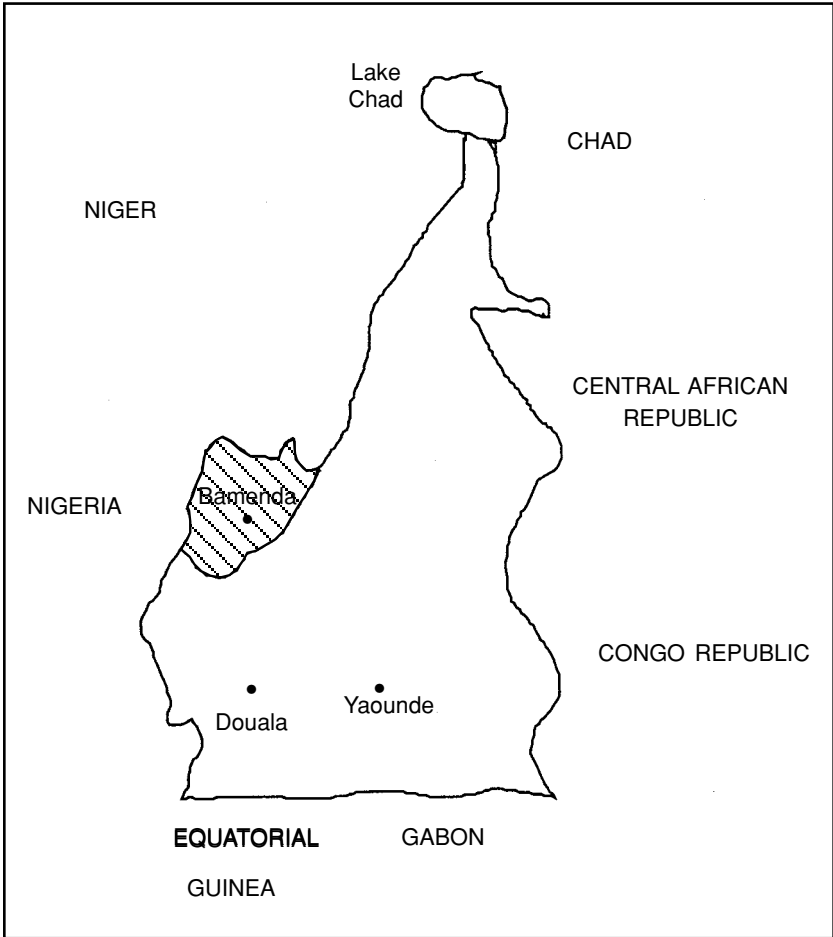 Lake
Chad
CHAD
NIGER
CENTRAL AFRICAN
REPUBLIC
Bamenda
NIGERIA
CONGO REPUBLIC
Yaounde
Douala
EQUATORIAL
GABON
GUINEA